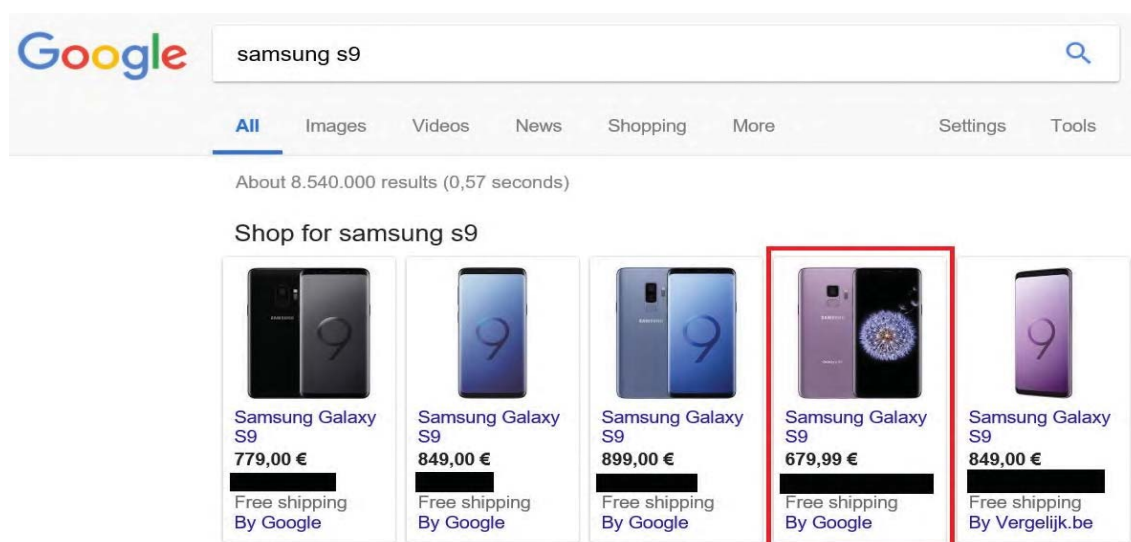 Google
samsung s9
All Images Videos News Shopping More Settings Tools
About 8.540.000 results (0,57 seconds)
Shop for samsung s9
Samsung Galaxy
S9
779,00 €
Free shipping
By Google
Samsung Galaxy
S9
849,00 €
Free shipping
By Google
Samsung Galaxy
S9
899,00 €
Free shipping
By Google
Samsung Galaxy
S9
679,99 €
Free shipping
By Google
Samsung Galaxy
S9
849,00 €
Free shipping
By Vergelijk.be